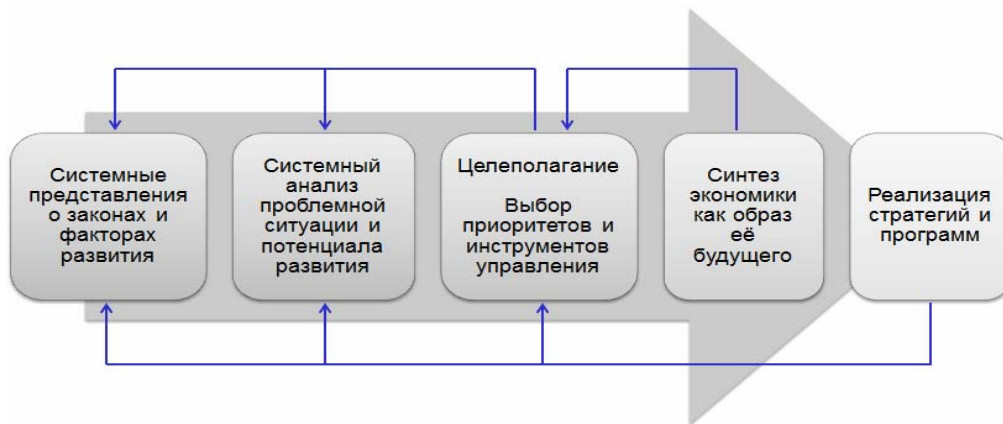 Системные
представления
о законах и
факторах
развития
Системный
анализ
проблемной
ситуации и
потенциала
развития
Целеполагание
Выбор
приоритетов и
инструментов
управления
Синтез
экономики
как образ
её
будущего
Реализация
стратегий и
программ